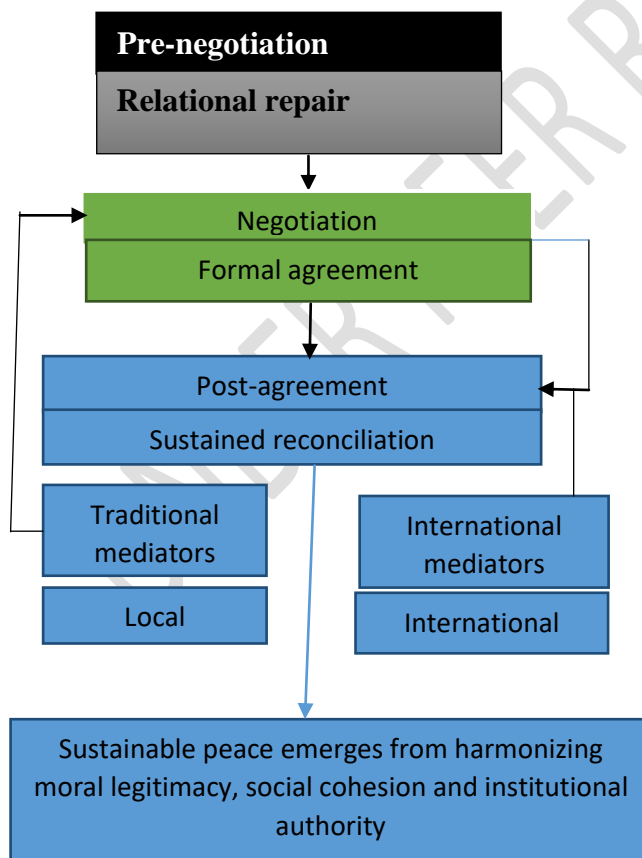 Pre-negotiation
Relational repair
Negotiation
Formal agreement
Post-agreement
Sustained reconciliation
Traditional
mediators
International
mediators
Local
International
Sustainable peace emerges from harmonizing
moral legitimacy, social cohesion and institutional
authority